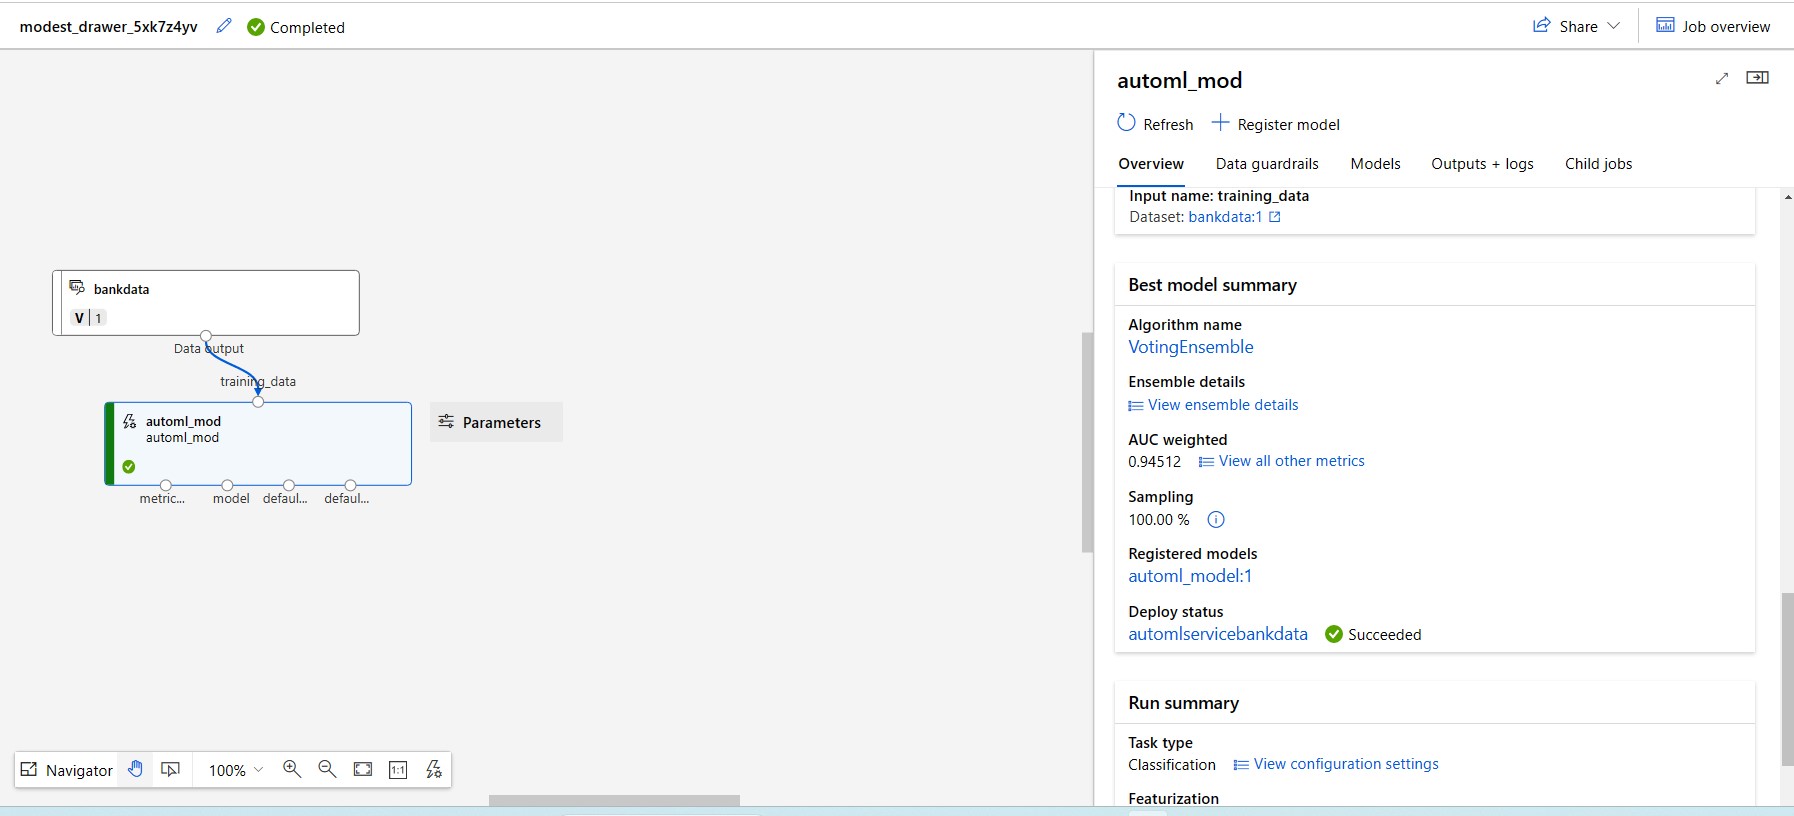 modest_drawer_5xk7z4yv Completed Share Job overview
bankdata
V | 1
Data output
training_data
automl_mod
automl_mod
Parameters
metric... model defaul... defaul...
Navigator 100% 1:1
automl_mod
Refresh Register model
Overview Data guardrails Models Outputs + logs Child jobs
Input name: training_data
Dataset: bankdata:1
Best model summary
Algorithm name
VotingEnsemble
Ensemble details
View ensemble details
AUC weighted
0.94512 View all other metrics
Sampling
100.00 %
Registered models
automl_model:1
Deploy status
automlservicebankdata Succeeded
Run summary
Task type
Classification View configuration settings
Featurization